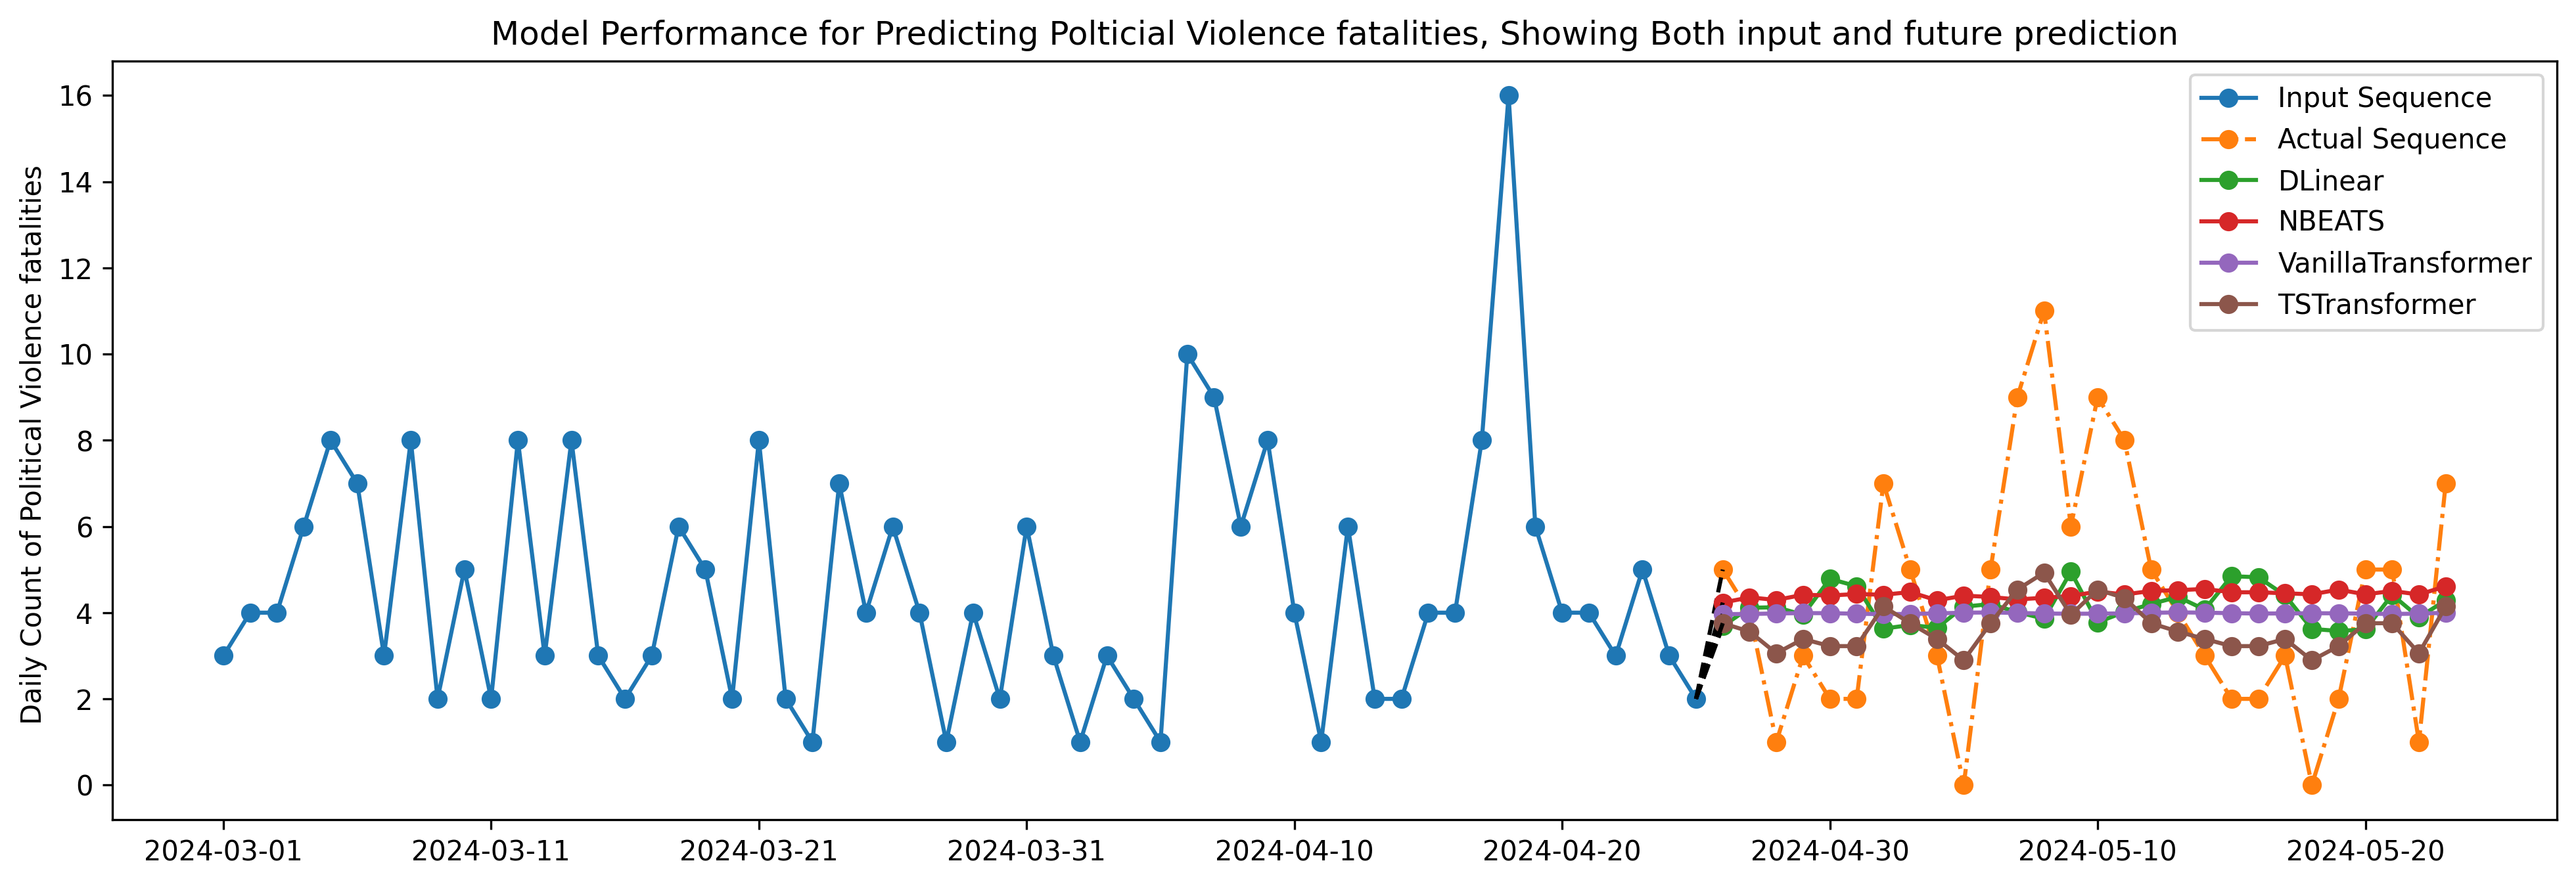 Model Performance for Predicting Polticial Violence fatalities, Showing Both input and future prediction
Daily Count of Political Violence fatalities
16
14
12
10
8
6
4
2
0
Input Sequence
Actual Sequence
DLinear
NBEATS
VanillaTransformer
TSTransformer
2024-03-01
2024-03-11
2024-03-21
2024-03-31
2024-04-10
2024-04-20
2024-04-30
2024-05-10
2024-05-20